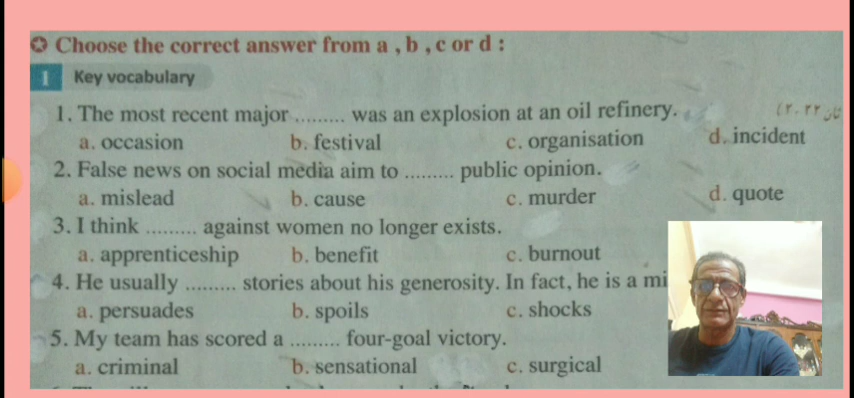 ✪ Choose the correct answer from a , b , c or d :
1 Key vocabulary
1. The most recent major ......... was an explosion at an oil refinery.
a. occasion b. festival c. organisation d. incident
2. False news on social media aim to ......... public opinion.
a. mislead b. cause c. murder d. quote
3. I think ......... against women no longer exists.
a. apprenticeship b. benefit c. burnout
4. He usually ......... stories about his generosity. In fact, he is a mi
a. persuades b. spoils c. shocks
5. My team has scored a ......... four-goal victory.
a. criminal b. sensational c. surgical